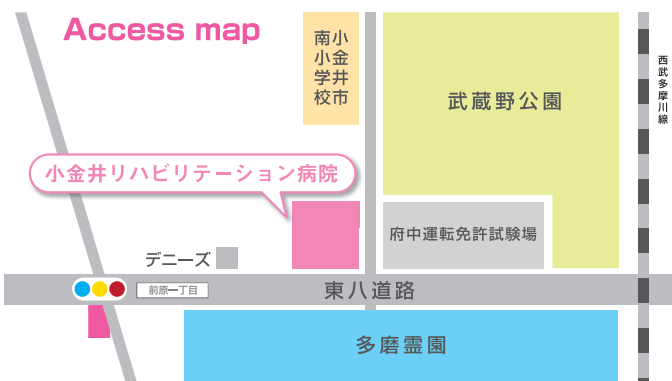 Access map
小金井市
南小学校
武蔵野公園
西武多摩川線
小金井リハビリテーション病院
府中運転免許試験場
デニーズ
前原一丁目
東八道路
多磨霊園